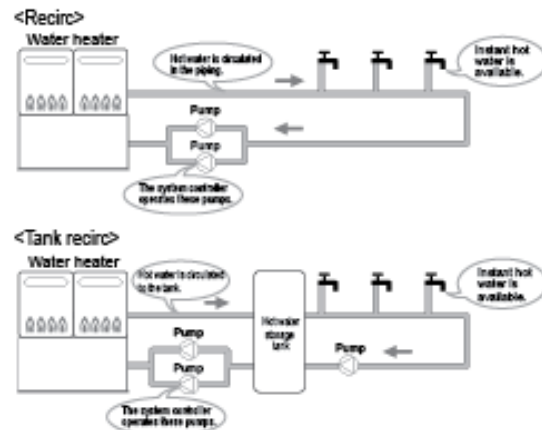 <Recirc>
Water heater
Hot water is circulated
in the piping.
Instant hot
water is
available.
Pump
Pump
The system controller
operates these pumps.
<Tank recirc>
Water heater
Hot water is circulated
to the tank.
Instant hot
water is
available.
Hot water
storage
tank
Pump
Pump
Pump
The system controller
operates these pumps.